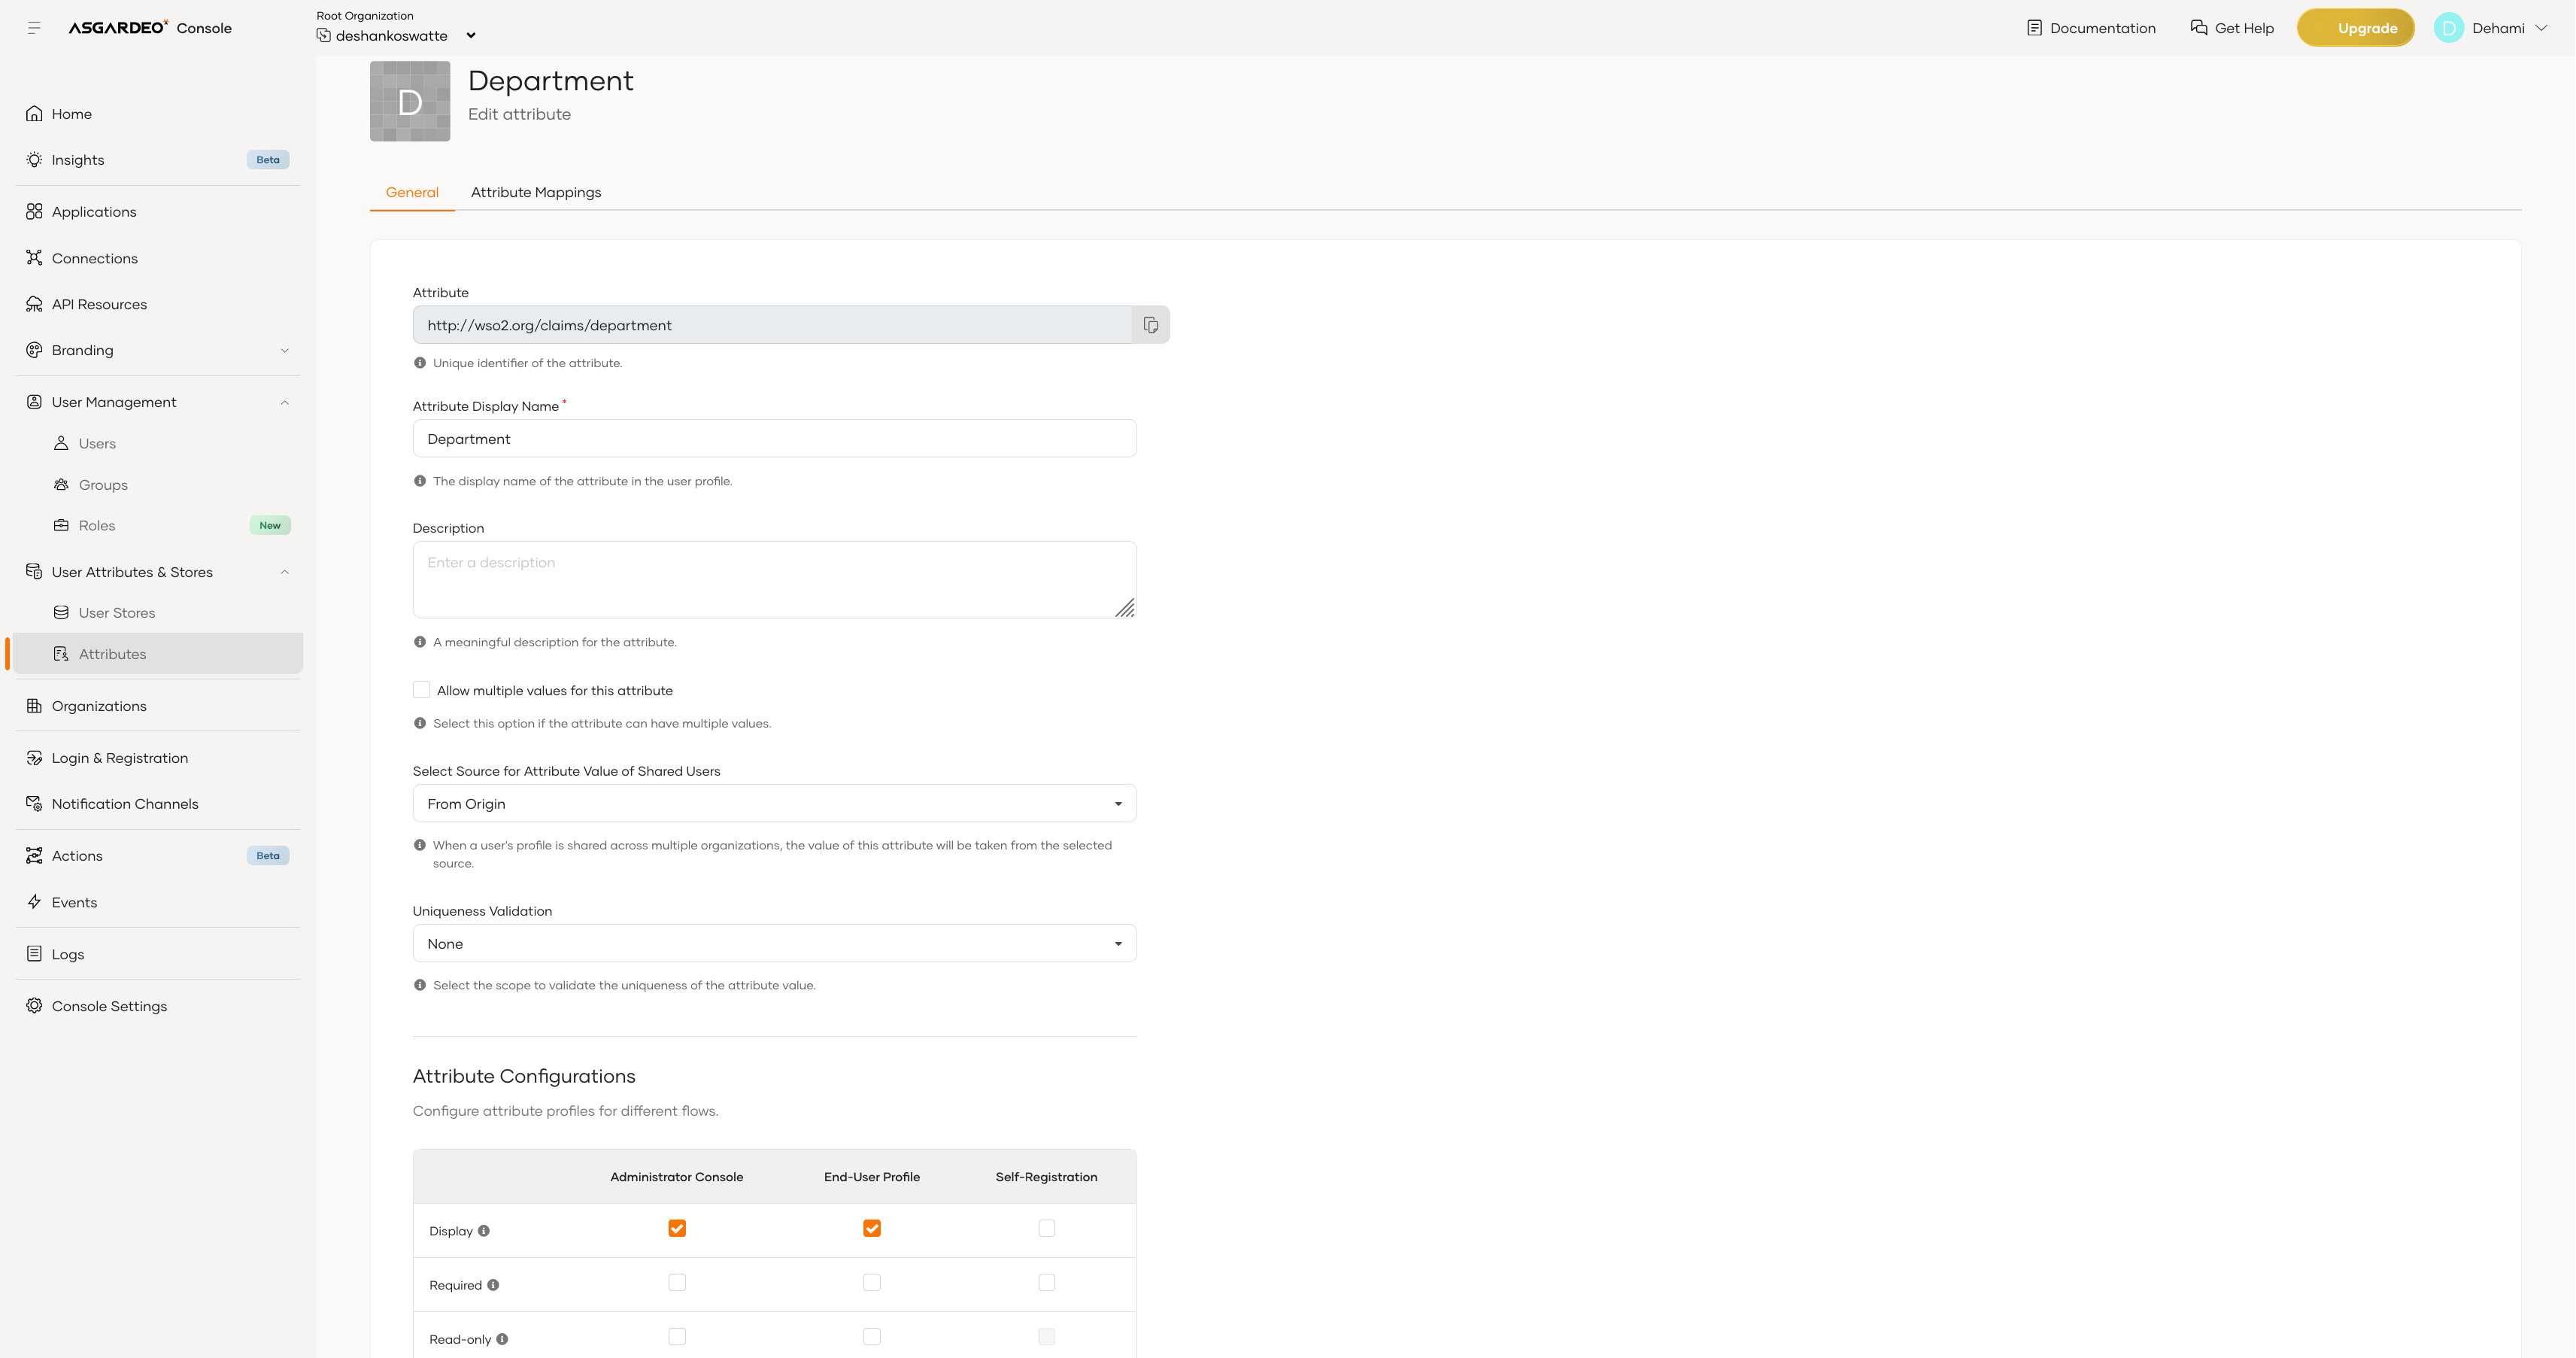 ASGARDEO Console
Root Organization
deshankoswatte
Documentation
Get Help
Upgrade
D
Dehami
Home
Insights
Beta
Applications
Connections
API Resources
Branding
User Management
Users
Groups
Roles
New
User Attributes & Stores
User Stores
Attributes
Organizations
Login & Registration
Notification Channels
Actions
Beta
Events
Logs
Console Settings
D
Department
Edit attribute
General
Attribute Mappings
Attribute
http://wso2.org/claims/department
Unique identifier of the attribute.
Attribute Display Name *
Department
The display name of the attribute in the user profile.
Description
Enter a description
A meaningful description for the attribute.
Allow multiple values for this attribute
Select this option if the attribute can have multiple values.
Select Source for Attribute Value of Shared Users
From Origin
When a user's profile is shared across multiple organizations, the value of this attribute will be taken from the selected
source.
Uniqueness Validation
None
Select the scope to validate the uniqueness of the attribute value.
Attribute Configurations
Configure attribute profiles for different flows.
Administrator Console
End-User Profile
Self-Registration
Display
Required
Read-only